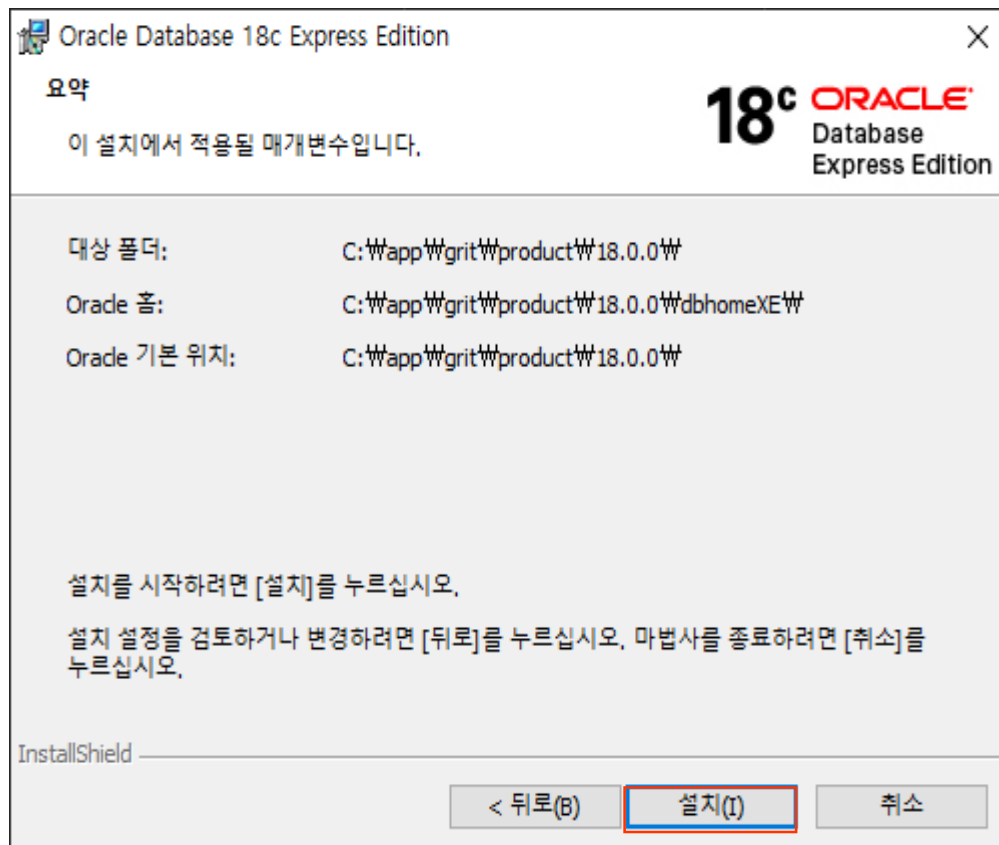 Oracle Database 18c Express Edition
요약
이 설치에서 적용될 매개변수입니다.
18c ORACLE
Database
Express Edition
대상 폴더: C:₩app₩grit₩product₩18.0.0₩
Oracle 홈: C:₩app₩grit₩product₩18.0.0₩dbhomeXE₩
Oracle 기본 위치: C:₩app₩grit₩product₩18.0.0₩
설치를 시작하려면 [설치]를 누르십시오.
설치 설정을 검토하거나 변경하려면 [뒤로]를 누르십시오. 마법사를 종료하려면 [취소]를
누르십시오.
InstallShield
< 뒤로(B) 설치(I) 취소